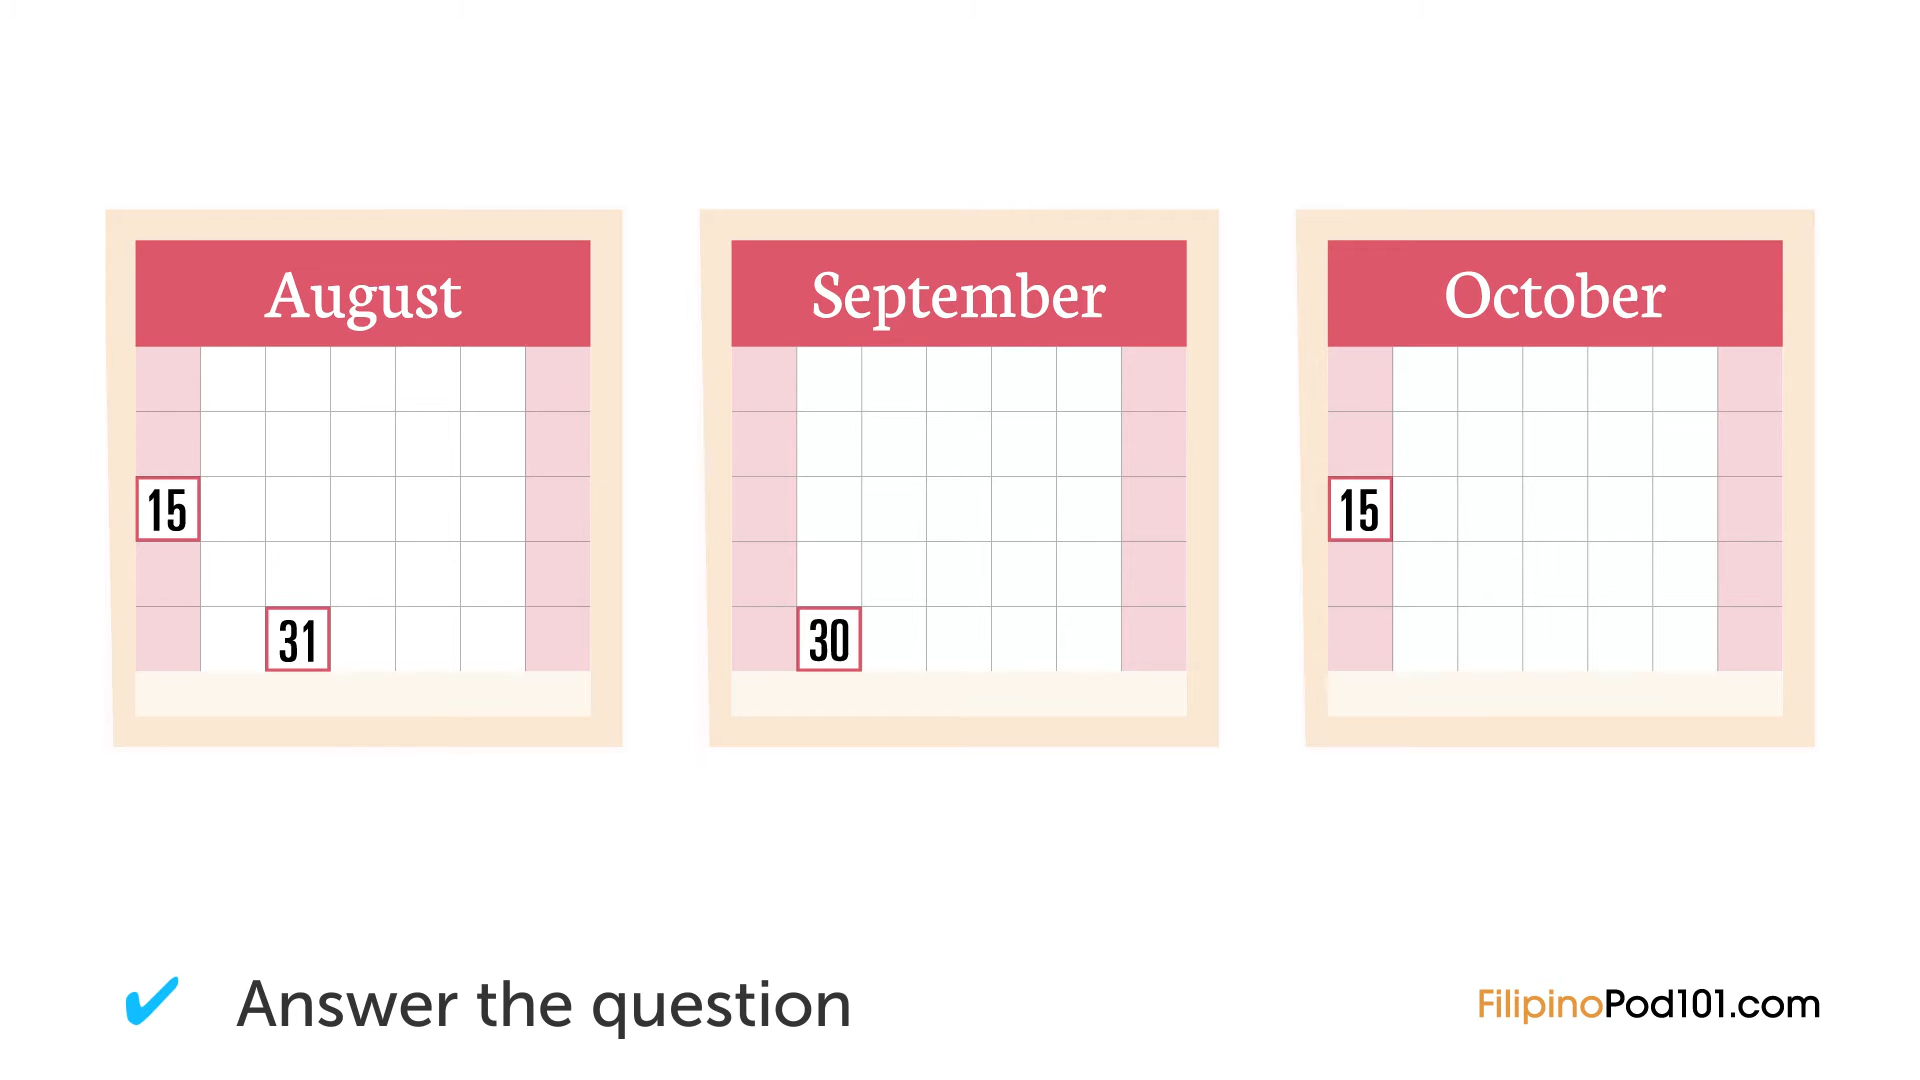 August
15
31
September
30
October
15
Answer the question
FilipinoPod101.com